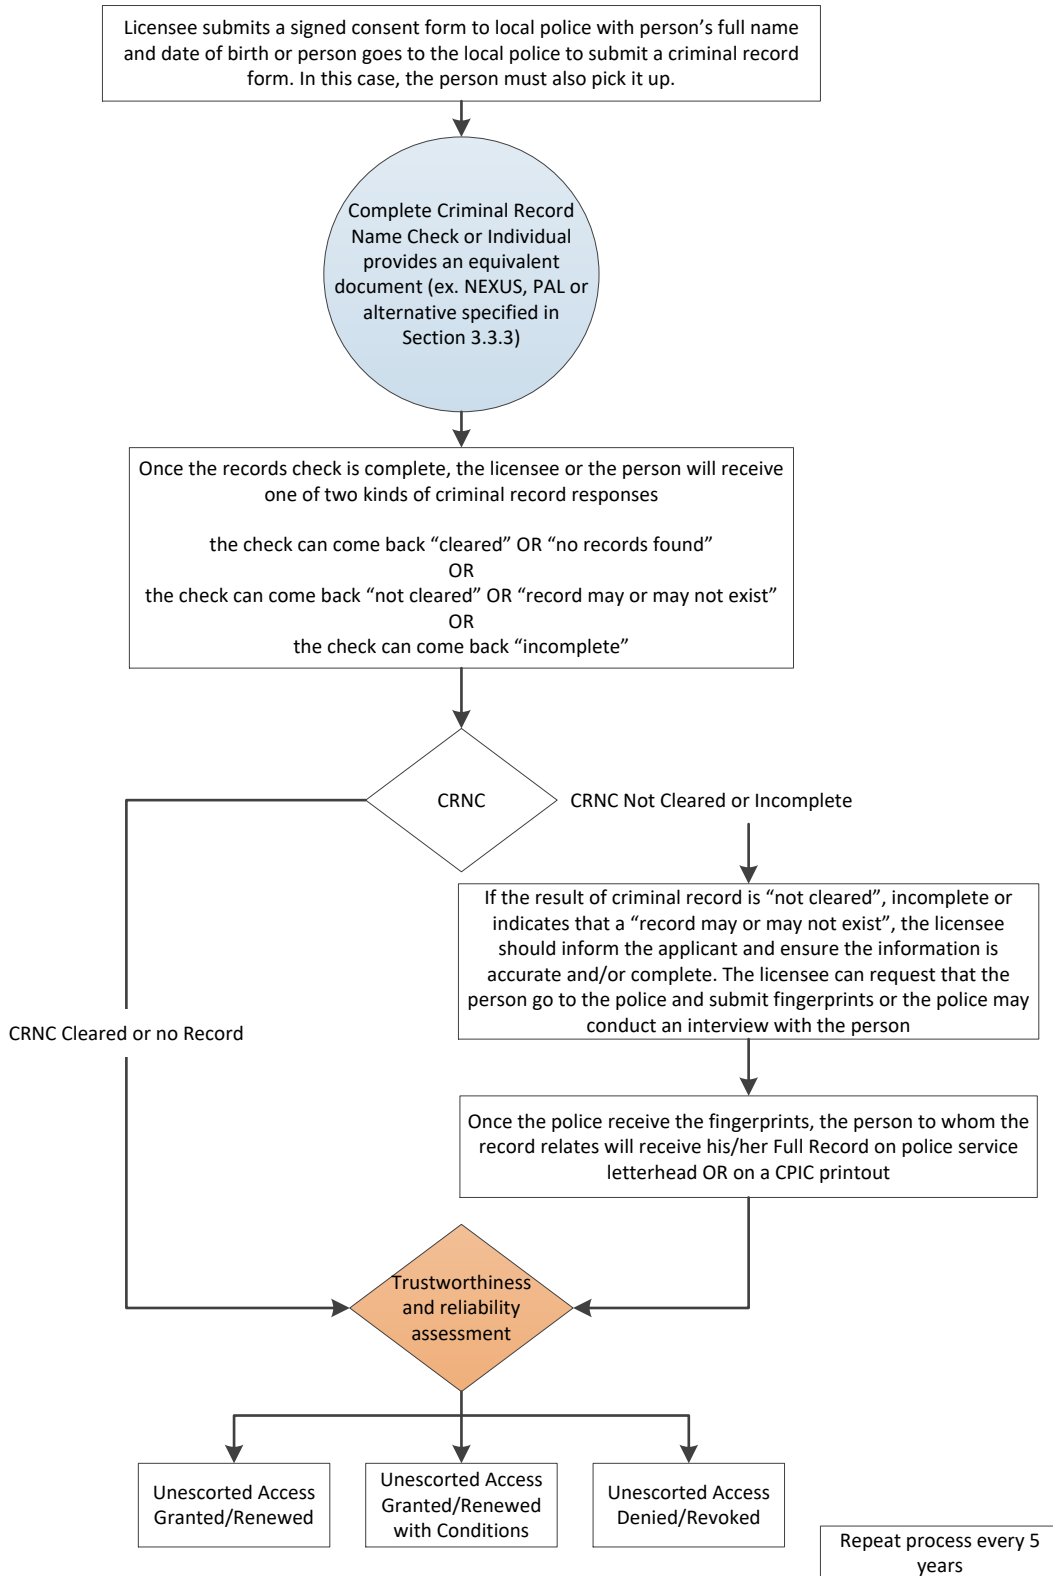 Licensee submits a signed consent form to local police with person’s full name
and date of birth or person goes to the local police to submit a criminal record
form. In this case, the person must also pick it up.
Complete Criminal Record
Name Check or Individual
provides an equivalent
document (ex. NEXUS, PAL or
alternative specified in
Section 3.3.3)
Once the records check is complete, the licensee or the person will receive
one of two kinds of criminal record responses
the check can come back “cleared” OR “no records found”
OR
the check can come back “not cleared” OR “record may or may not exist”
OR
the check can come back “incomplete”
CRNC
CRNC Not Cleared or Incomplete
If the result of criminal record is “not cleared”, incomplete or
indicates that a “record may or may not exist”, the licensee
should inform the applicant and ensure the information is
accurate and/or complete. The licensee can request that the
person go to the police and submit fingerprints or the police may
conduct an interview with the person
CRNC Cleared or no Record
Once the police receive the fingerprints, the person to whom the
record relates will receive his/her Full Record on police service
letterhead OR on a CPIC printout
Trustworthiness
and reliability
assessment
Unescorted Access
Granted/Renewed
Unescorted Access
Granted/Renewed
with Conditions
Unescorted Access
Denied/Revoked
Repeat process every 5
years